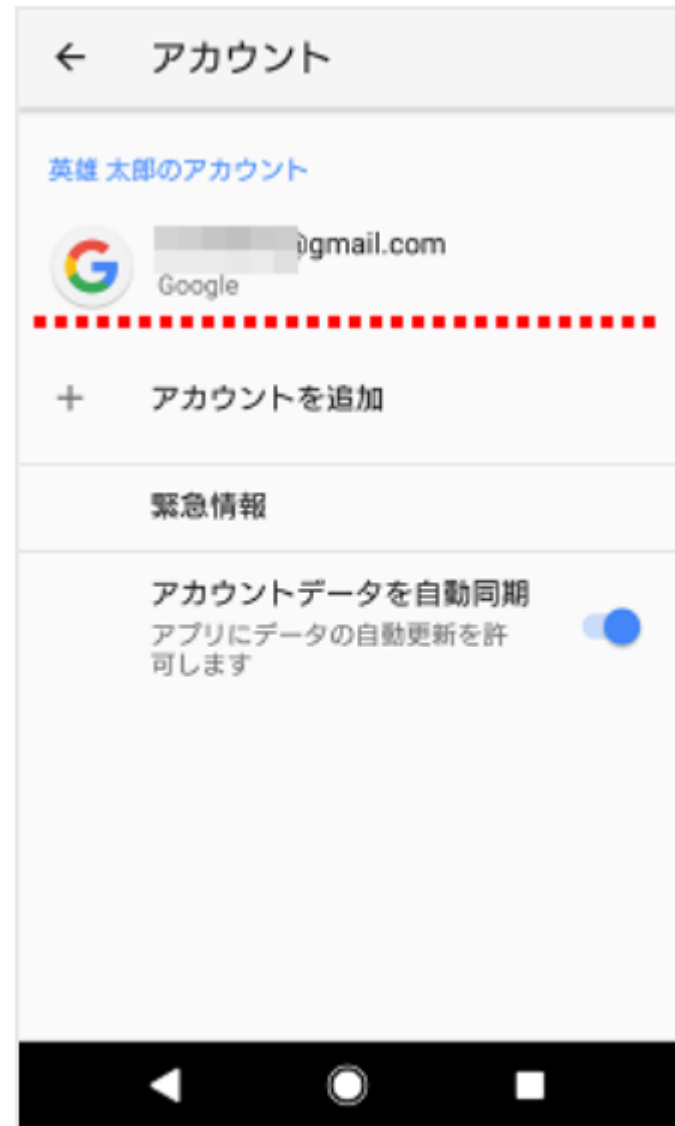 アカウント
英雄 太郎のアカウント
@gmail.com
Google
アカウントを追加
緊急情報
アカウントデータを自動同期
アプリにデータの自動更新を許
可します